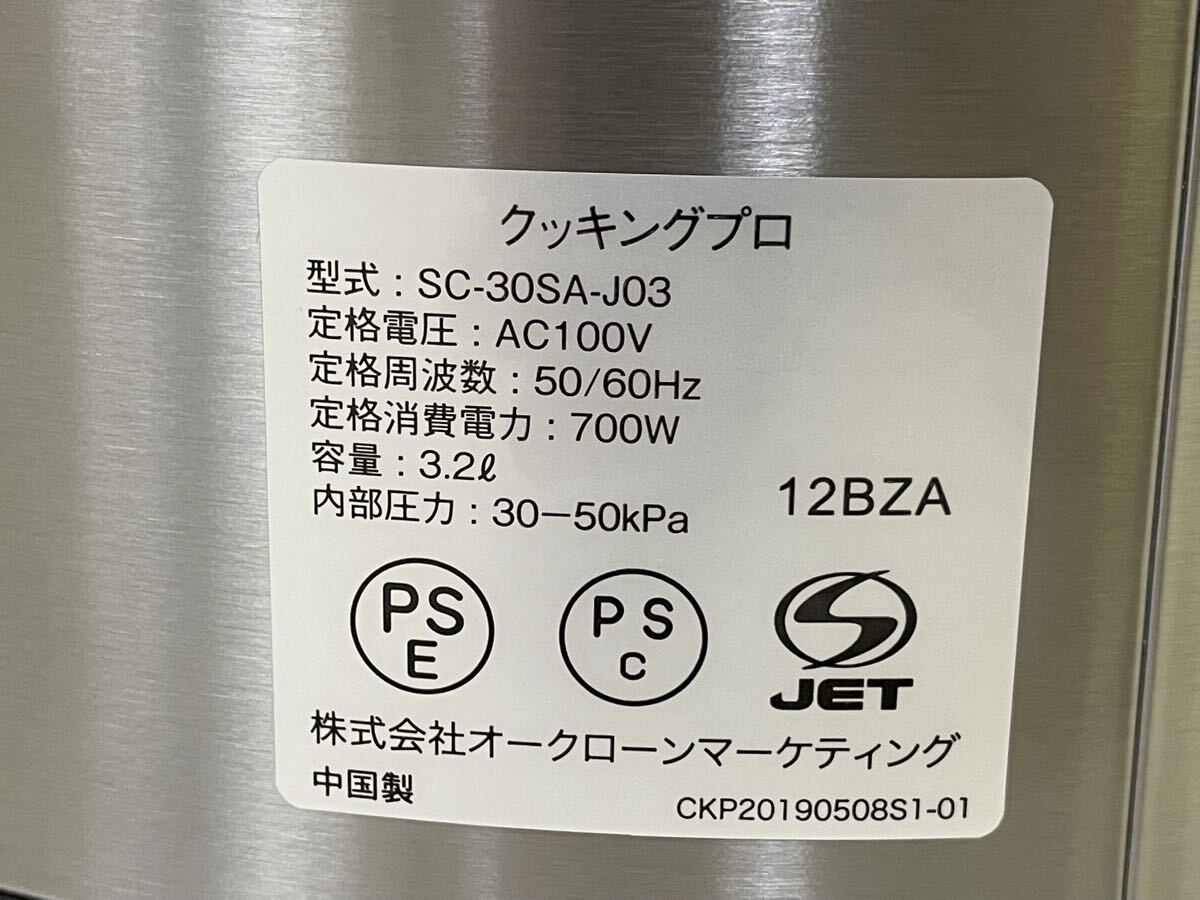 クッキングプロ
型式 : SC-30SA-J03
定格電圧 : AC100V
定格周波数 : 50/60Hz
定格消費電力 : 700W
容量 : 3.2ℓ
内部圧力 : 30−50kPa
12BZA
PS
E
PS
C
JET
株式会社オークローンマーケティング
中国製
CKP20190508S1-01